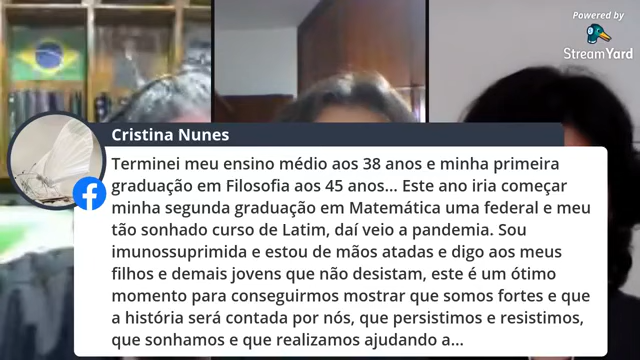 Powered by
StreamYard
Cristina Nunes
Terminei meu ensino médio aos 38 anos e minha primeira
graduação em Filosofia aos 45 anos... Este ano iria começar
minha segunda graduação em Matemática uma federal e meu
tão sonhado curso de Latim, daí veio a pandemia. Sou
imunossuprimida e estou de mãos atadas e digo aos meus
filhos e demais jovens que não desistam, este é um ótimo
momento para conseguirmos mostrar que somos fortes e que
a história será contada por nós, que persistimos e resistimos,
que sonhamos e que realizamos ajudando a...